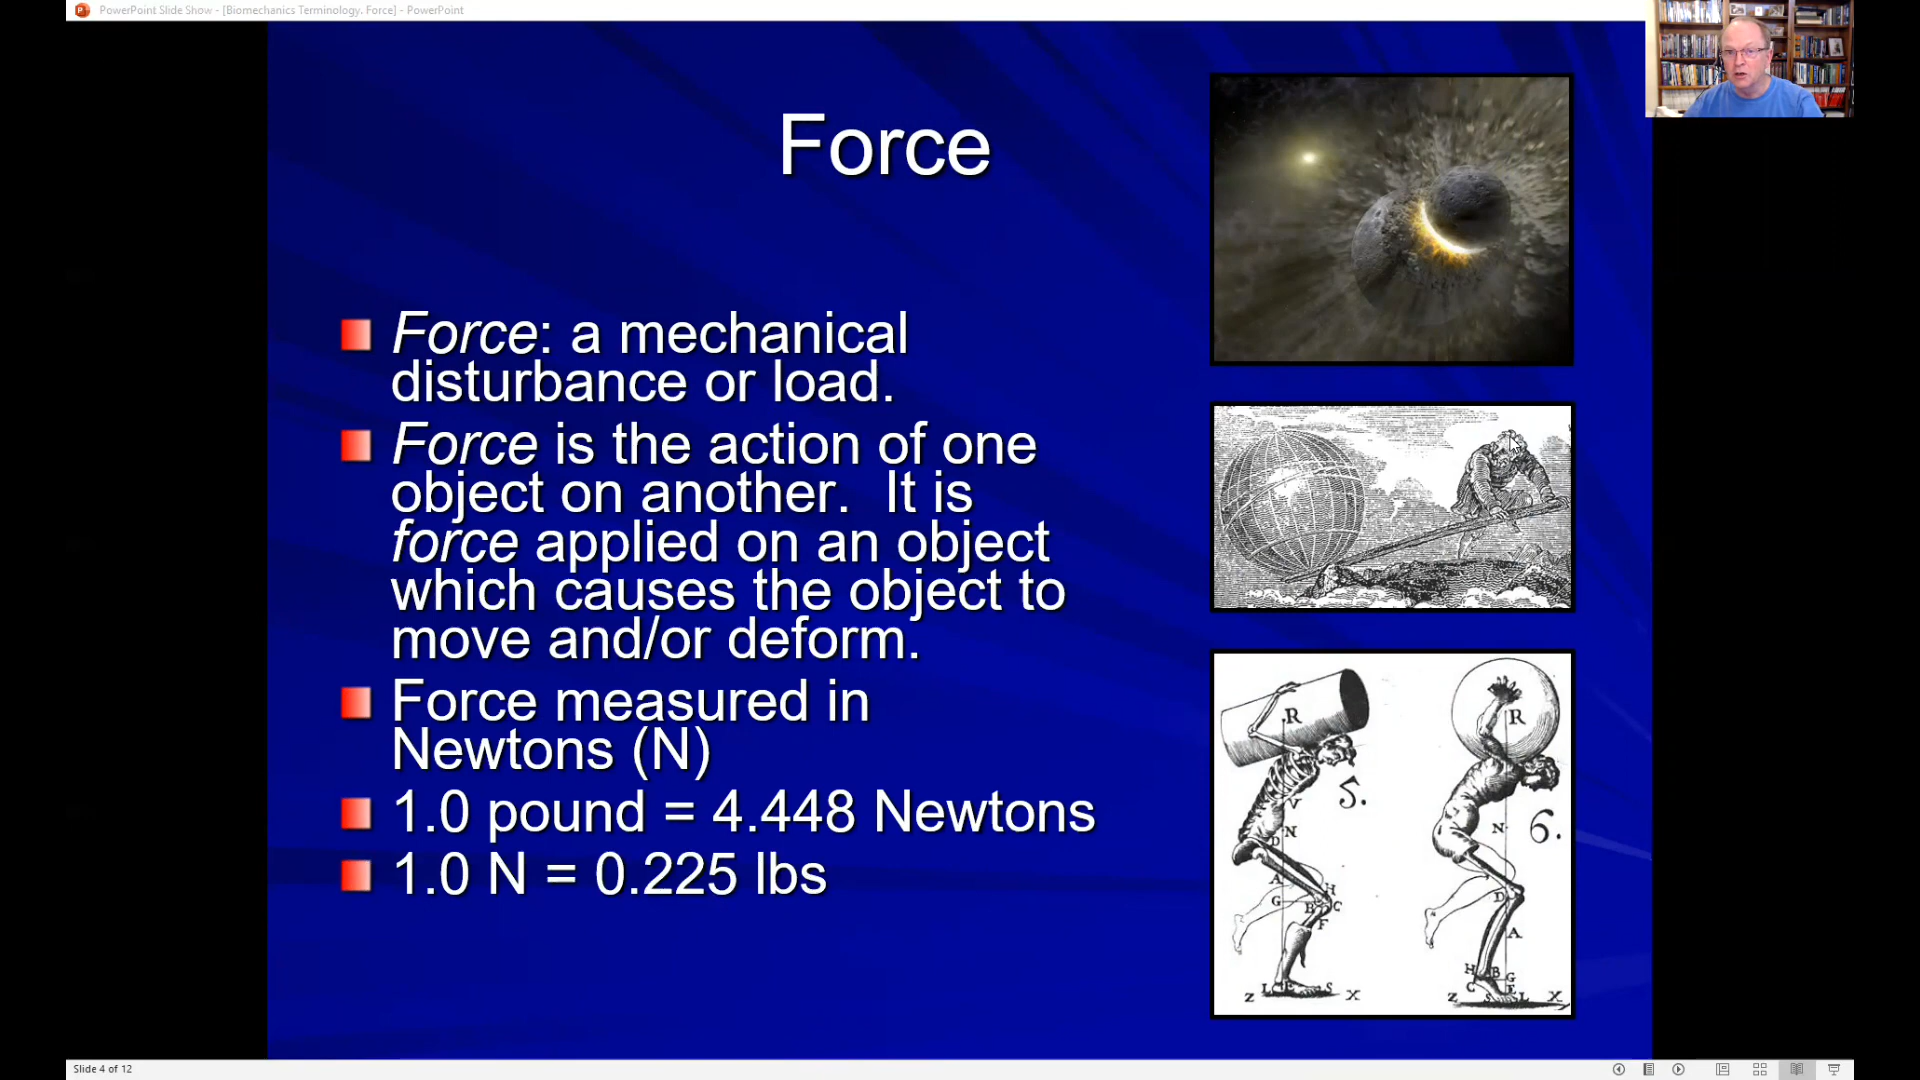 PowerPoint Slide Show - [Biomechanics Terminology. Force] - PowerPoint
Force
Force: a mechanical
disturbance or load.
Force is the action of one
object on another. It is
force applied on an object
which causes the object to
move and/or deform.
Force measured in
Newtons (N)
1.0 pound = 4.448 Newtons
1.0 N = 0.225 lbs
R
5.
V
N
D
A
H
G
B
C
F
L
E
S
Z
X
R
N
6.
D
A
H
B
G
C
E
Z
S
L
X
Slide 4 of 12